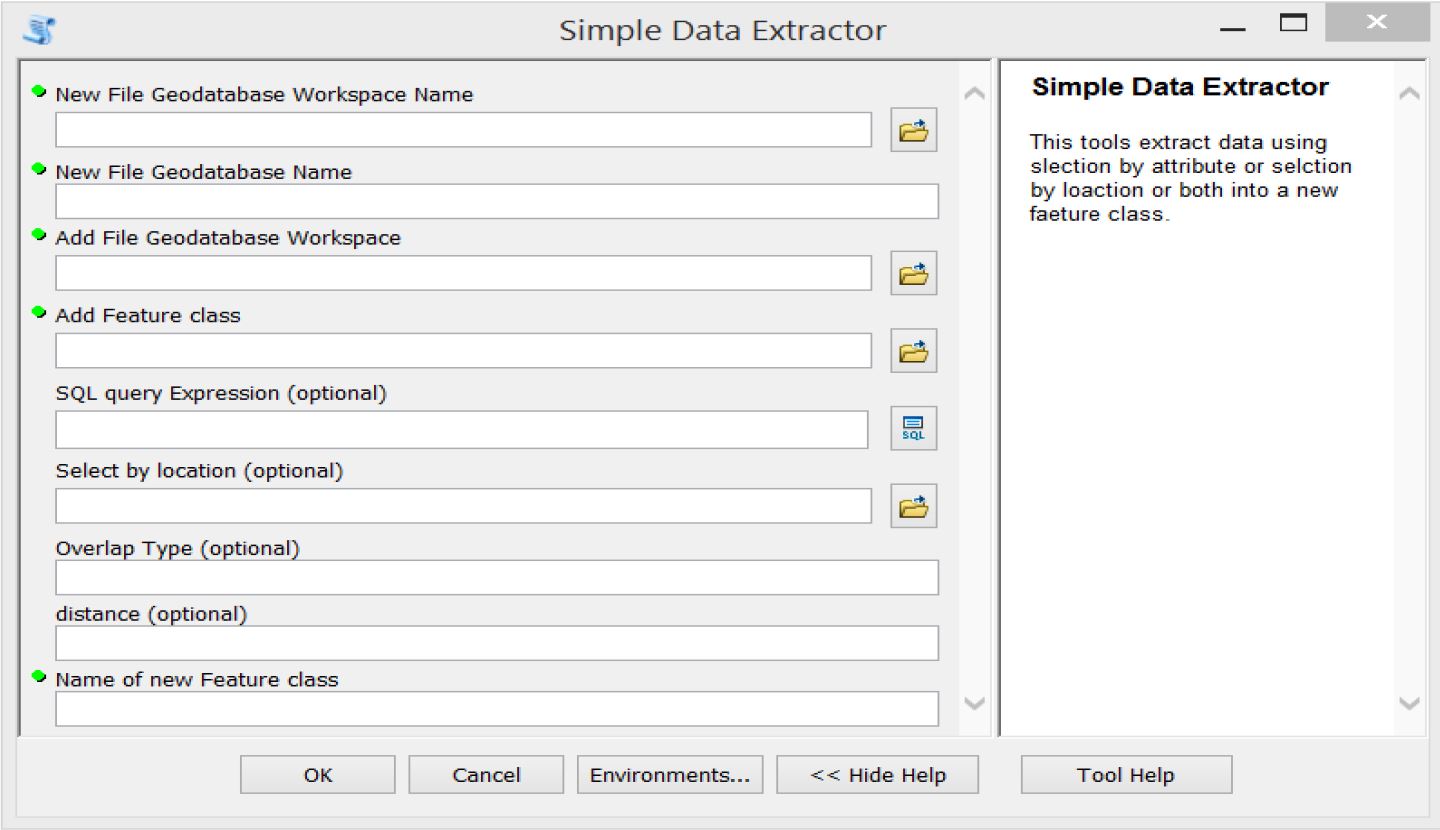 Simple Data Extractor
New File Geodatabase Workspace Name
New File Geodatabase Name
Add File Geodatabase Workspace
Add Feature class
SQL query Expression (optional)
SQL
Select by location (optional)
Overlap Type (optional)
distance (optional)
Name of new Feature class
Simple Data Extractor
This tools extract data using
slection by attribute or selction
by loaction or both into a new
faeture class.
OK
Cancel
Environments...
<< Hide Help
Tool Help